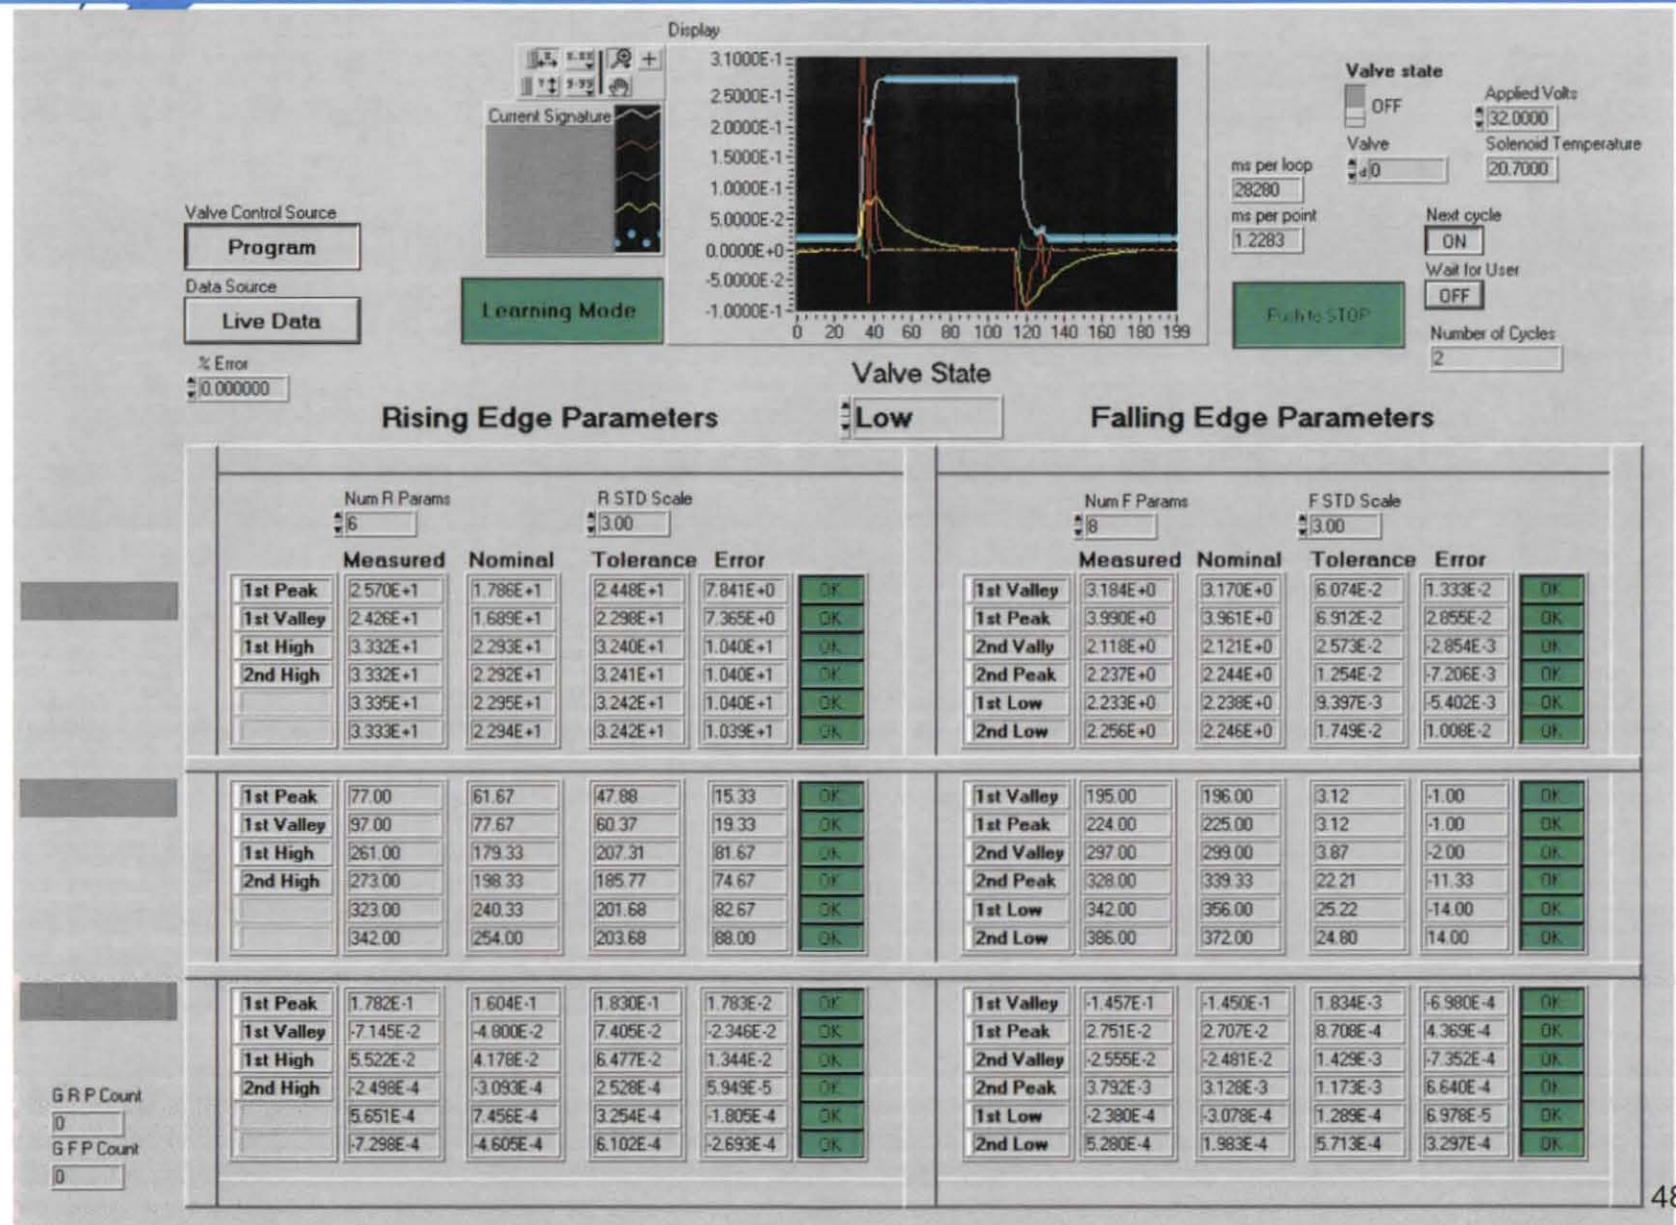 Display
3.1000E-1
2.5000E-1
2.0000E-1
1.5000E-1
1.0000E-1
5.0000E-2
0.0000E+0
-5.0000E-2
-1.0000E-1
0 20 40 60 80 100 120 140 160 180 199
Current Signature
Valve state
OFF
Applied Volts
32.0000
Valve
d 0
Solenoid Temperature
20.7000
ms per loop
28280
ms per point
1.2283
Next cycle
ON
Wait for User
OFF
Number of Cycles
2
Push to STOP
Valve Control Source
Program
Data Source
Live Data
Learning Mode
% Error
0.000000
Valve State
Low
Rising Edge Parameters
Falling Edge Parameters
Num R Params
6
R STD Scale
3.00
Measured Nominal Tolerance Error
1st Peak 2.570E+1 1.786E+1 2.448E+1 7.841E+0 OK
1st Valley 2.426E+1 1.689E+1 2.298E+1 7.365E+0 OK
1st High 3.332E+1 2.293E+1 3.240E+1 1.040E+1 OK
2nd High 3.332E+1 2.292E+1 3.241E+1 1.040E+1 OK
3.335E+1 2.295E+1 3.242E+1 1.040E+1 OK
3.333E+1 2.294E+1 3.242E+1 1.039E+1 OK
1st Peak 77.00 61.67 47.88 15.33 OK
1st Valley 97.00 77.67 60.37 19.33 OK
1st High 261.00 179.33 207.31 81.67 OK
2nd High 273.00 198.33 185.77 74.67 OK
323.00 240.33 201.68 82.67 OK
342.00 254.00 203.68 88.00 OK
1st Peak 1.782E-1 1.604E-1 1.830E-1 1.783E-2 OK
1st Valley -7.145E-2 -4.800E-2 7.405E-2 -2.346E-2 OK
1st High 5.522E-2 4.178E-2 6.477E-2 1.344E-2 OK
2nd High -2.498E-4 -3.093E-4 2.528E-4 5.949E-5 OK
5.651E-4 7.456E-4 3.254E-4 -1.805E-4 OK
-7.298E-4 -4.605E-4 6.102E-4 -2.693E-4 OK
Num F Params
8
F STD Scale
3.00
Measured Nominal Tolerance Error
1st Valley 3.184E+0 3.170E+0 6.074E-2 1.333E-2 OK
1st Peak 3.990E+0 3.961E+0 6.912E-2 2.855E-2 OK
2nd Vally 2.118E+0 2.121E+0 2.573E-2 -2.854E-3 OK
2nd Peak 2.237E+0 2.244E+0 1.254E-2 -7.206E-3 OK
1st Low 2.233E+0 2.238E+0 9.397E-3 -5.402E-3 OK
2nd Low 2.256E+0 2.246E+0 1.749E-2 1.008E-2 OK
1st Valley 195.00 196.00 3.12 -1.00 OK
1st Peak 224.00 225.00 3.12 -1.00 OK
2nd Valley 297.00 299.00 3.87 -2.00 OK
2nd Peak 328.00 339.33 22.21 -11.33 OK
1st Low 342.00 356.00 25.22 -14.00 OK
2nd Low 386.00 372.00 24.80 14.00 OK
1st Valley -1.457E-1 -1.450E-1 1.834E-3 -6.980E-4 OK
1st Peak 2.751E-2 2.707E-2 8.708E-4 4.369E-4 OK
2nd Valley -2.555E-2 -2.481E-2 1.429E-3 -7.352E-4 OK
2nd Peak 3.792E-3 3.128E-3 1.173E-3 6.640E-4 OK
1st Low -2.380E-4 -3.078E-4 1.289E-4 6.978E-5 OK
2nd Low 5.280E-4 1.983E-4 5.713E-4 3.297E-4 OK
G R P Count
0
G F P Count
0
48